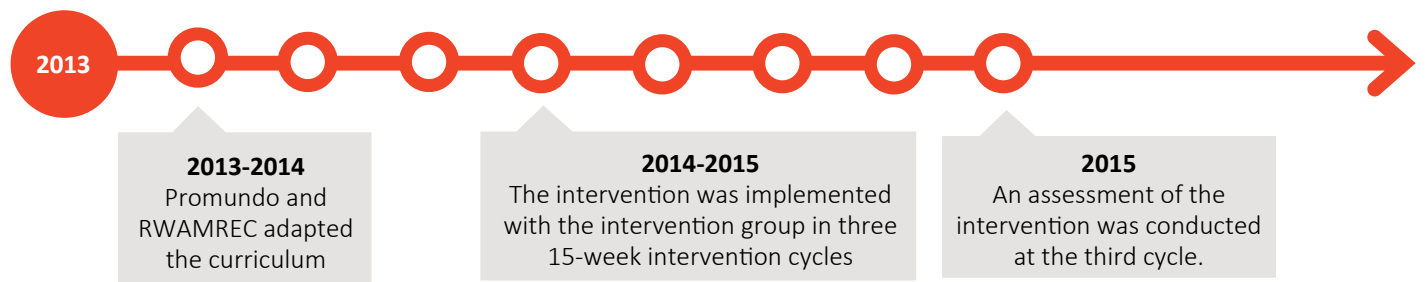 2013
2013-2014
Promundo and
RWAMREC adapted
the curriculum
2014-2015
The intervention was implemented
with the intervention group in three
15-week intervention cycles
2015
An assessment of the
intervention was conducted
at the third cycle.